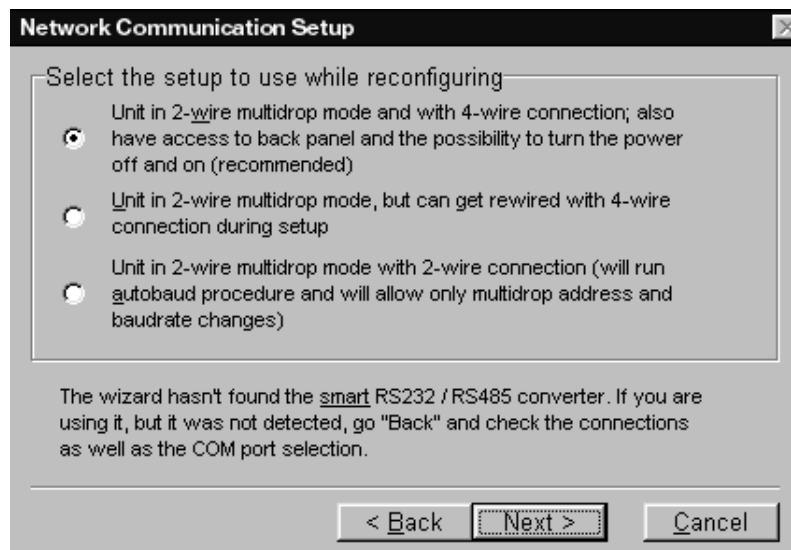 Network Communication Setup
Select the setup to use while reconfiguring
Unit in 2-wire multidrop mode and with 4-wire connection; also
have access to back panel and the possibility to turn the power
off and on (recommended)
Unit in 2-wire multidrop mode, but can get rewired with 4-wire
connection during setup
Unit in 2-wire multidrop mode with 2-wire connection (will run
autobaud procedure and will allow only multidrop address and
baudrate changes)
The wizard hasn't found the smart RS232 / RS485 converter. If you are
using it, but it was not detected, go "Back" and check the connections
as well as the COM port selection.
< Back Next > Cancel